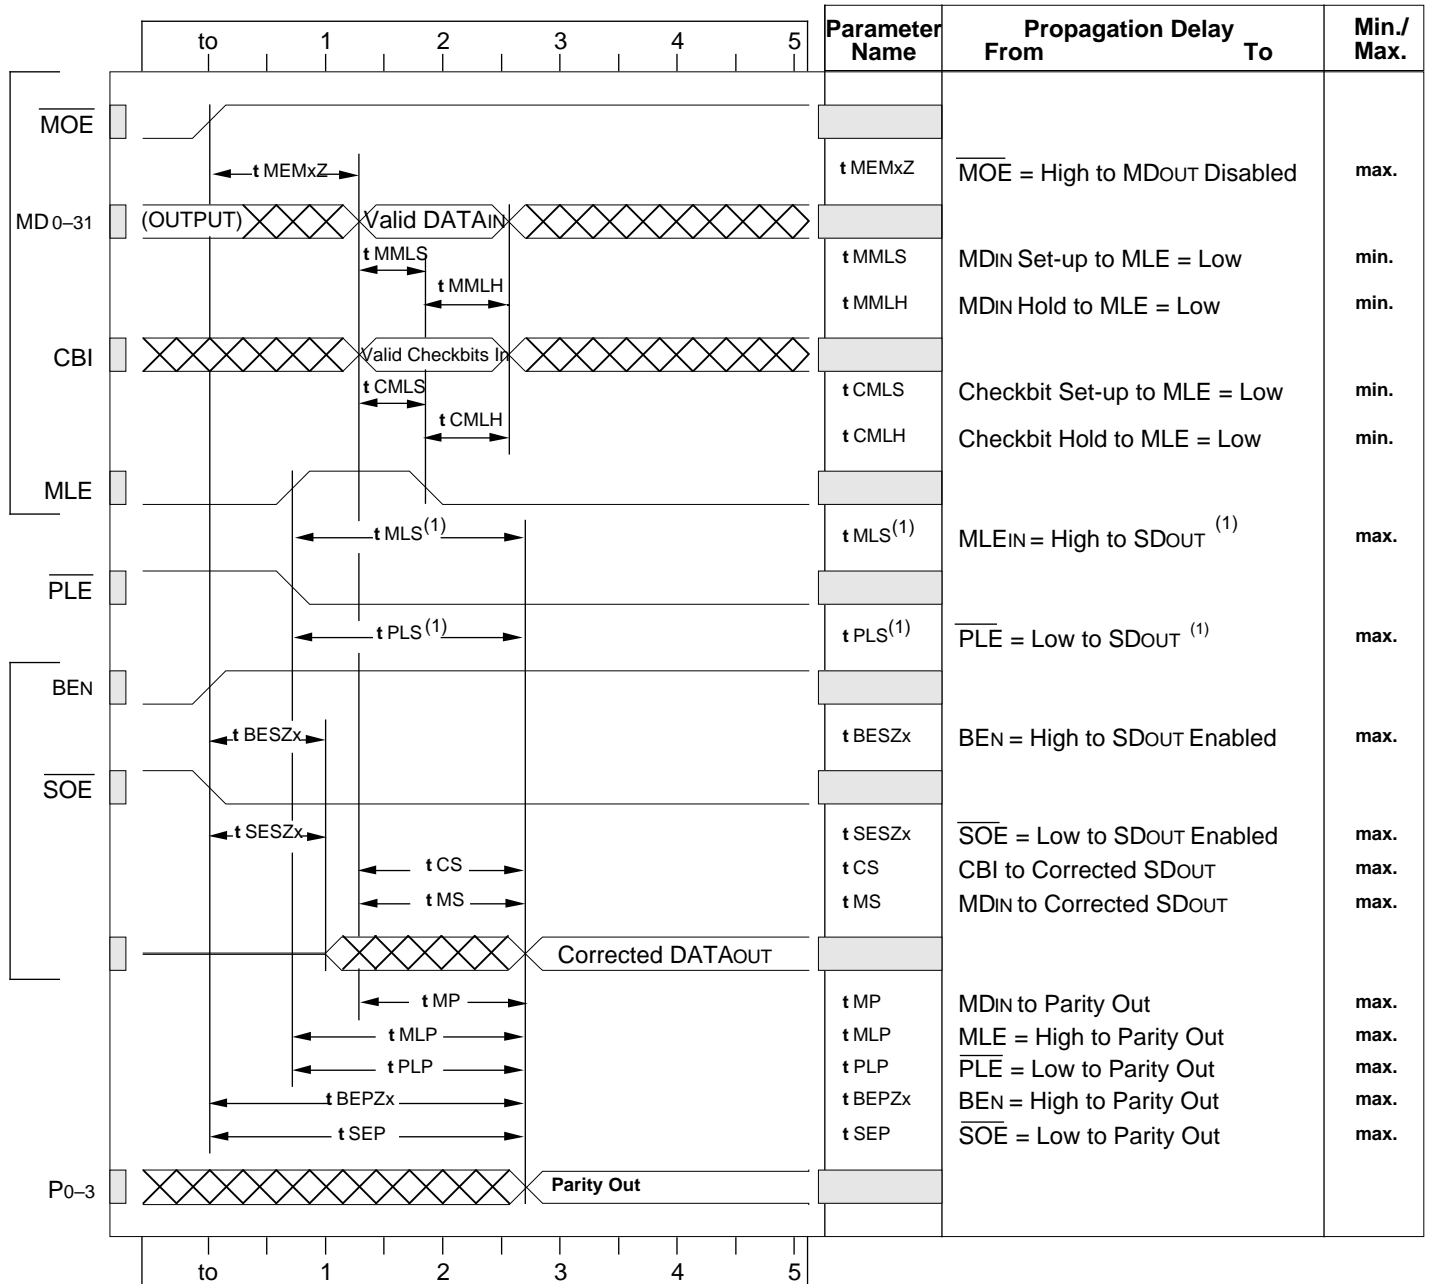 to 1 2 3 4 5 Parameter Name Propagation Delay From To Min./ Max.
MOE
t MEMxZ t MEMxZ MOE = High to MDOUT Disabled max.
MD 0–31 (OUTPUT) Valid DATAIN
t MMLS t MMLS MDIN Set-up to MLE = Low min.
t MMLH t MMLH MDIN Hold to MLE = Low min.
CBI Valid Checkbits In
t CMLS t CMLS Checkbit Set-up to MLE = Low min.
t CMLH t CMLH Checkbit Hold to MLE = Low min.
MLE
t MLS(1) t MLS(1) MLEIN = High to SDOUT (1) max.
PLE
t PLS(1) t PLS(1) PLE = Low to SDOUT (1) max.
BEN
t BESZx t BESZx BEN = High to SDOUT Enabled max.
SOE
t SESZx t SESZx SOE = Low to SDOUT Enabled max.
t CS t CS CBI to Corrected SDOUT max.
t MS t MS MDIN to Corrected SDOUT max.
Corrected DATAOUT
t MP t MP MDIN to Parity Out max.
t MLP t MLP MLE = High to Parity Out max.
t PLP t PLP PLE = Low to Parity Out max.
t BEPZx t BEPZx BEN = High to Parity Out max.
t SEP t SEP SOE = Low to Parity Out max.
P0–3 Parity Out
to 1 2 3 4 5